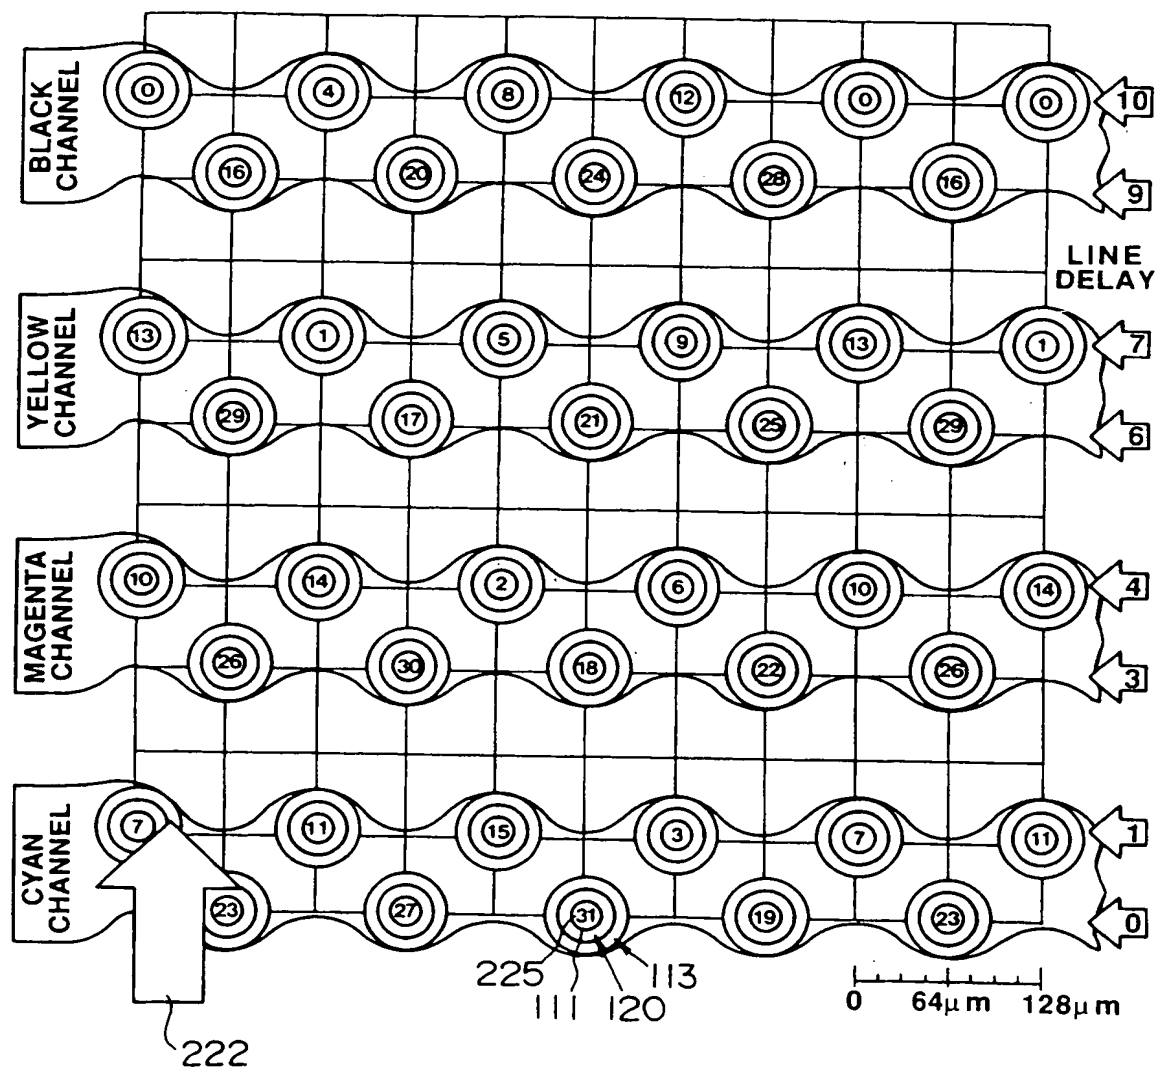 BLACK
CHANNEL
0 4 8 12 0 0
10
16 20 24 28 16
9
LINE
DELAY
YELLOW
CHANNEL
13 1 5 9 13 1
7
29 17 21 25 29
6
MAGENTA
CHANNEL
10 14 2 6 10 14
4
26 30 18 22 26
3
CYAN
CHANNEL
7 11 15 3 7 11
1
23 27 31 19 23
0
225
111
120
113
0 64μm 128μm
222